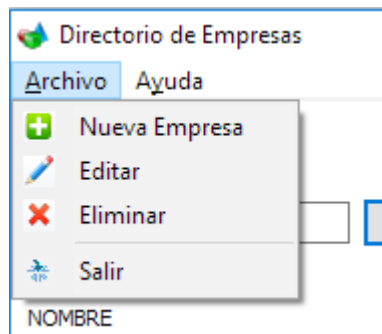 Directorio de Empresas
Archivo Ayuda
Nueva Empresa
Editar
Eliminar
Salir
NOMBRE